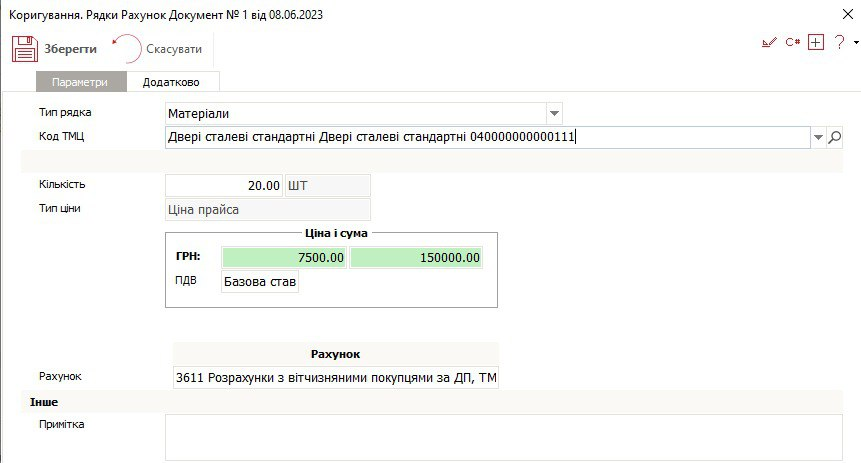 Коригування. Рядки Рахунок Документ № 1 від 08.06.2023
Зберегти Скасувати C# ?
Параметри Додатково
Тип рядка Матеріали
Код ТМЦ Двері сталеві стандартні Двері сталеві стандартні 040000000000111
Кількість 20.00 ШТ
Тип ціни Ціна прайса
Ціна і сума
ГРН: 7500.00 150000.00
ПДВ Базова став
Рахунок
Рахунок 3611 Розрахунки з вітчизняними покупцями за ДП, ТМ
Інше
Примітка